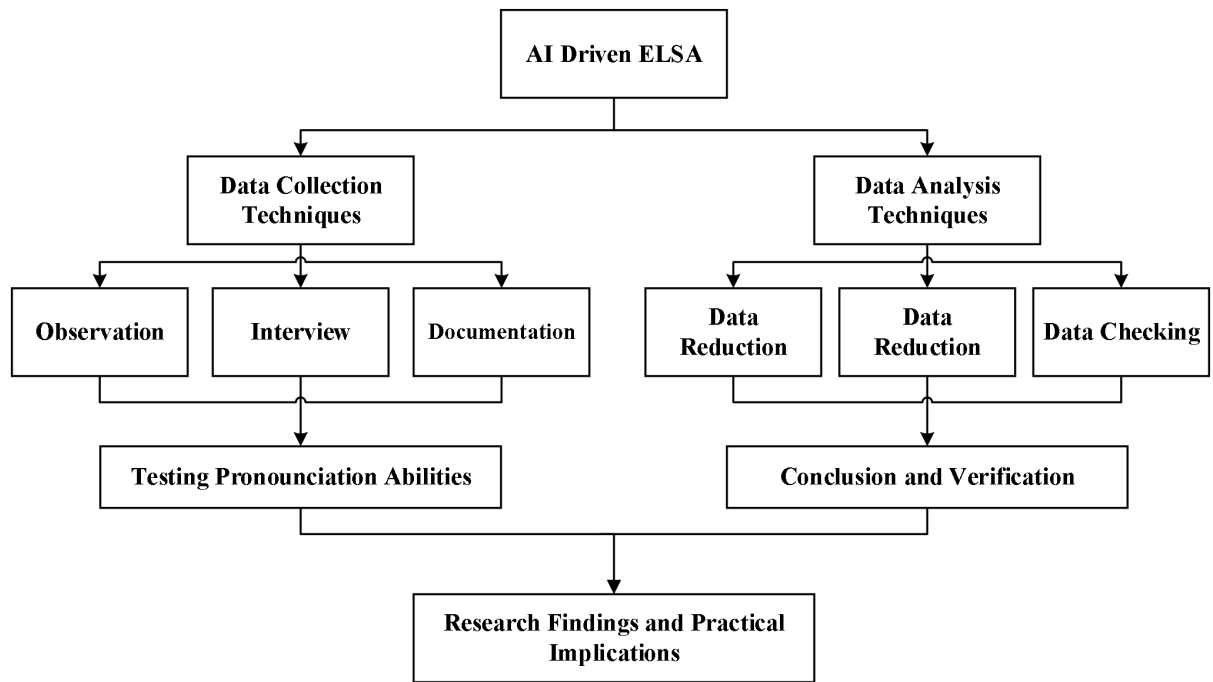 AI Driven ELSA
Data Collection
Techniques
Data Analysis
Techniques
Observation
Interview
Documentation
Data
Reduction
Data
Reduction
Data Checking
Testing Pronounciation Abilities
Conclusion and Verification
Research Findings and Practical
Implications